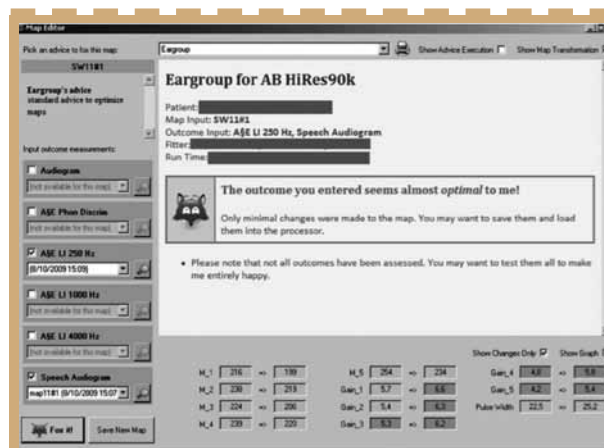 Map Editor
Pick an advice to fox this map:
Eargroup
Show Advice Execution
Show Map Transformation
SW11#1
Eargroup's advice
standard advice to optimize
maps
Input outcome measurements:
Audiogram
(not available for this map)
A§E Phon Discrim
(not available for this map)
A§E LI 250 Hz
(8/10/2009 15:09)
A§E LI 1000 Hz
(not available for this map)
A§E LI 4000 Hz
(not available for this map)
Speech Audiogram
map11#1 (8/10/2009 15:07
Fox it!
Save New Map
Eargroup for AB HiRes90k
Patient:
Map Input: SW11#1
Outcome Input: A§E LI 250 Hz, Speech Audiogram
Fitter:
Run Time:
The outcome you entered seems almost optimal to me!
Only minimal changes were made to the map. You may want to save them and load
them into the processor.
• Please note that not all outcomes have been assessed. You may want to test them all to make
me entirely happy.
Show Changes Only
Show Graph
M_1 216 => 199 M_5 254 => 234 Gain_4 4,8 => 5,8
M_2 238 => 219 Gain_1 5,7 => 6,6 Gain_5 4,2 => 5,4
M_3 224 => 206 Gain_2 5,4 => 6,3 Pulse Width 22,5 => 25,2
M_4 239 => 220 Gain_3 5,3 => 6,2